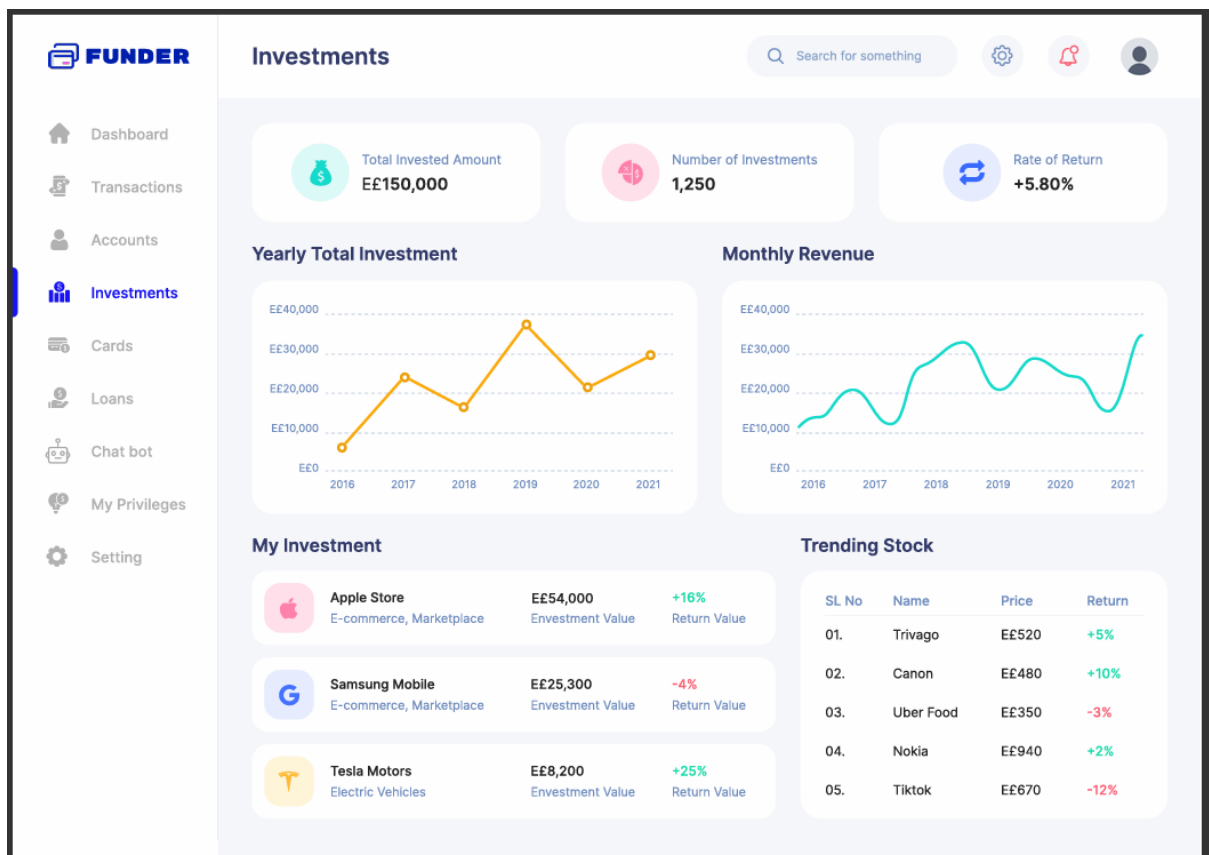 FUNDER
Investments
Search for something
Dashboard
Transactions
Accounts
Investments
Cards
Loans
Chat bot
My Privileges
Setting
Total Invested Amount
E£150,000
Number of Investments
1,250
Rate of Return
+5.80%
Yearly Total Investment
E£40,000
E£30,000
E£20,000
E£10,000
E£0
2016 2017 2018 2019 2020 2021
Monthly Revenue
E£40,000
E£30,000
E£20,000
E£10,000
E£0
2016 2017 2018 2019 2020 2021
My Investment
Apple Store E£54,000 +16%
E-commerce, Marketplace Envestment Value Return Value
Samsung Mobile E£25,300 -4%
E-commerce, Marketplace Envestment Value Return Value
Tesla Motors E£8,200 +25%
Electric Vehicles Envestment Value Return Value
Trending Stock
SL No Name Price Return
01. Trivago E£520 +5%
02. Canon E£480 +10%
03. Uber Food E£350 -3%
04. Nokia E£940 +2%
05. Tiktok E£670 -12%